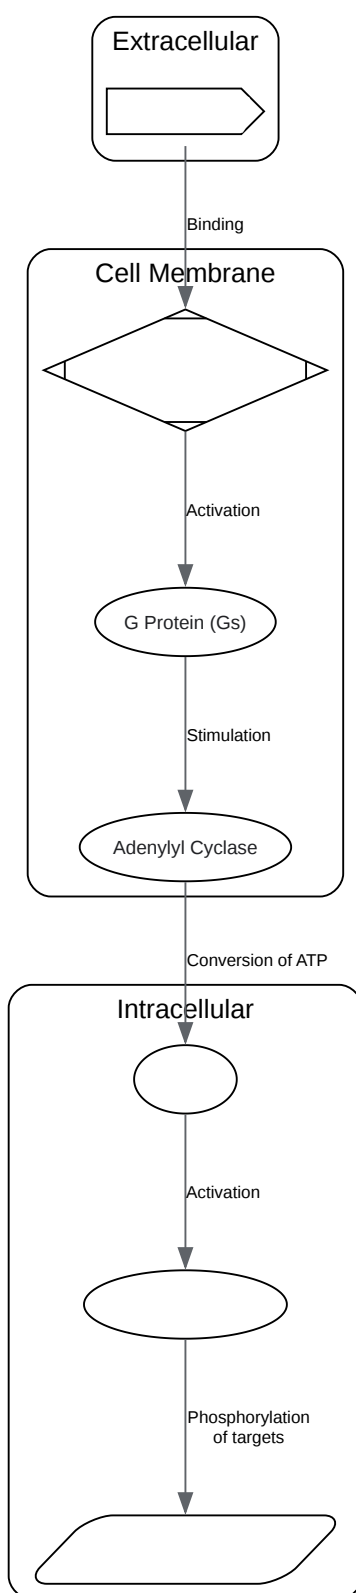 Extracellular
Binding
Cell Membrane
Activation
G Protein (Gs)
Stimulation
Adenylyl Cyclase
Conversion of ATP
Intracellular
Activation
Phosphorylation
of targets